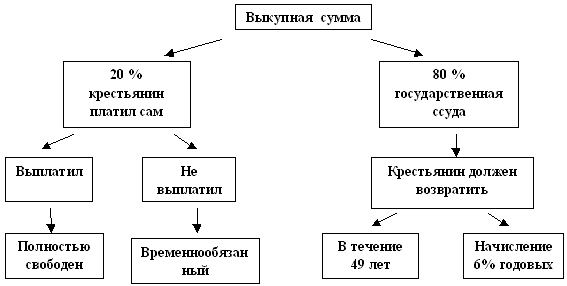 Выкупная сумма
20 %
крестьянин
платил сам
80 %
государственная
ссуда
Выплатил
Не
выплатил
Крестьянин должен
возвратить
Полностью
свободен
Временнообязан
ный
В течение
49 лет
Начисление
6% годовых